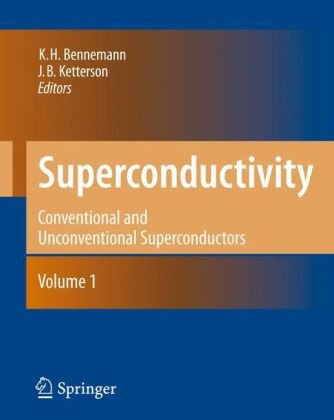 K. H. Bennemann
J. B. Ketterson
Editors
Superconductivity
Conventional and
Unconventional Superconductors
Volume 1
Springer